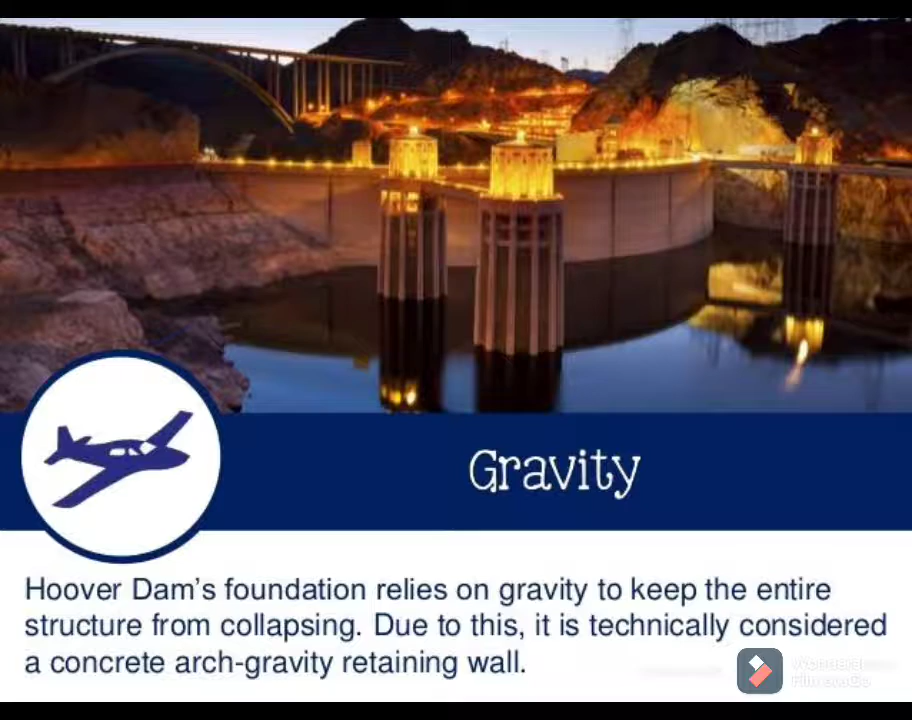 Gravity
Hoover Dam’s foundation relies on gravity to keep the entire
structure from collapsing. Due to this, it is technically considered
a concrete arch-gravity retaining wall.